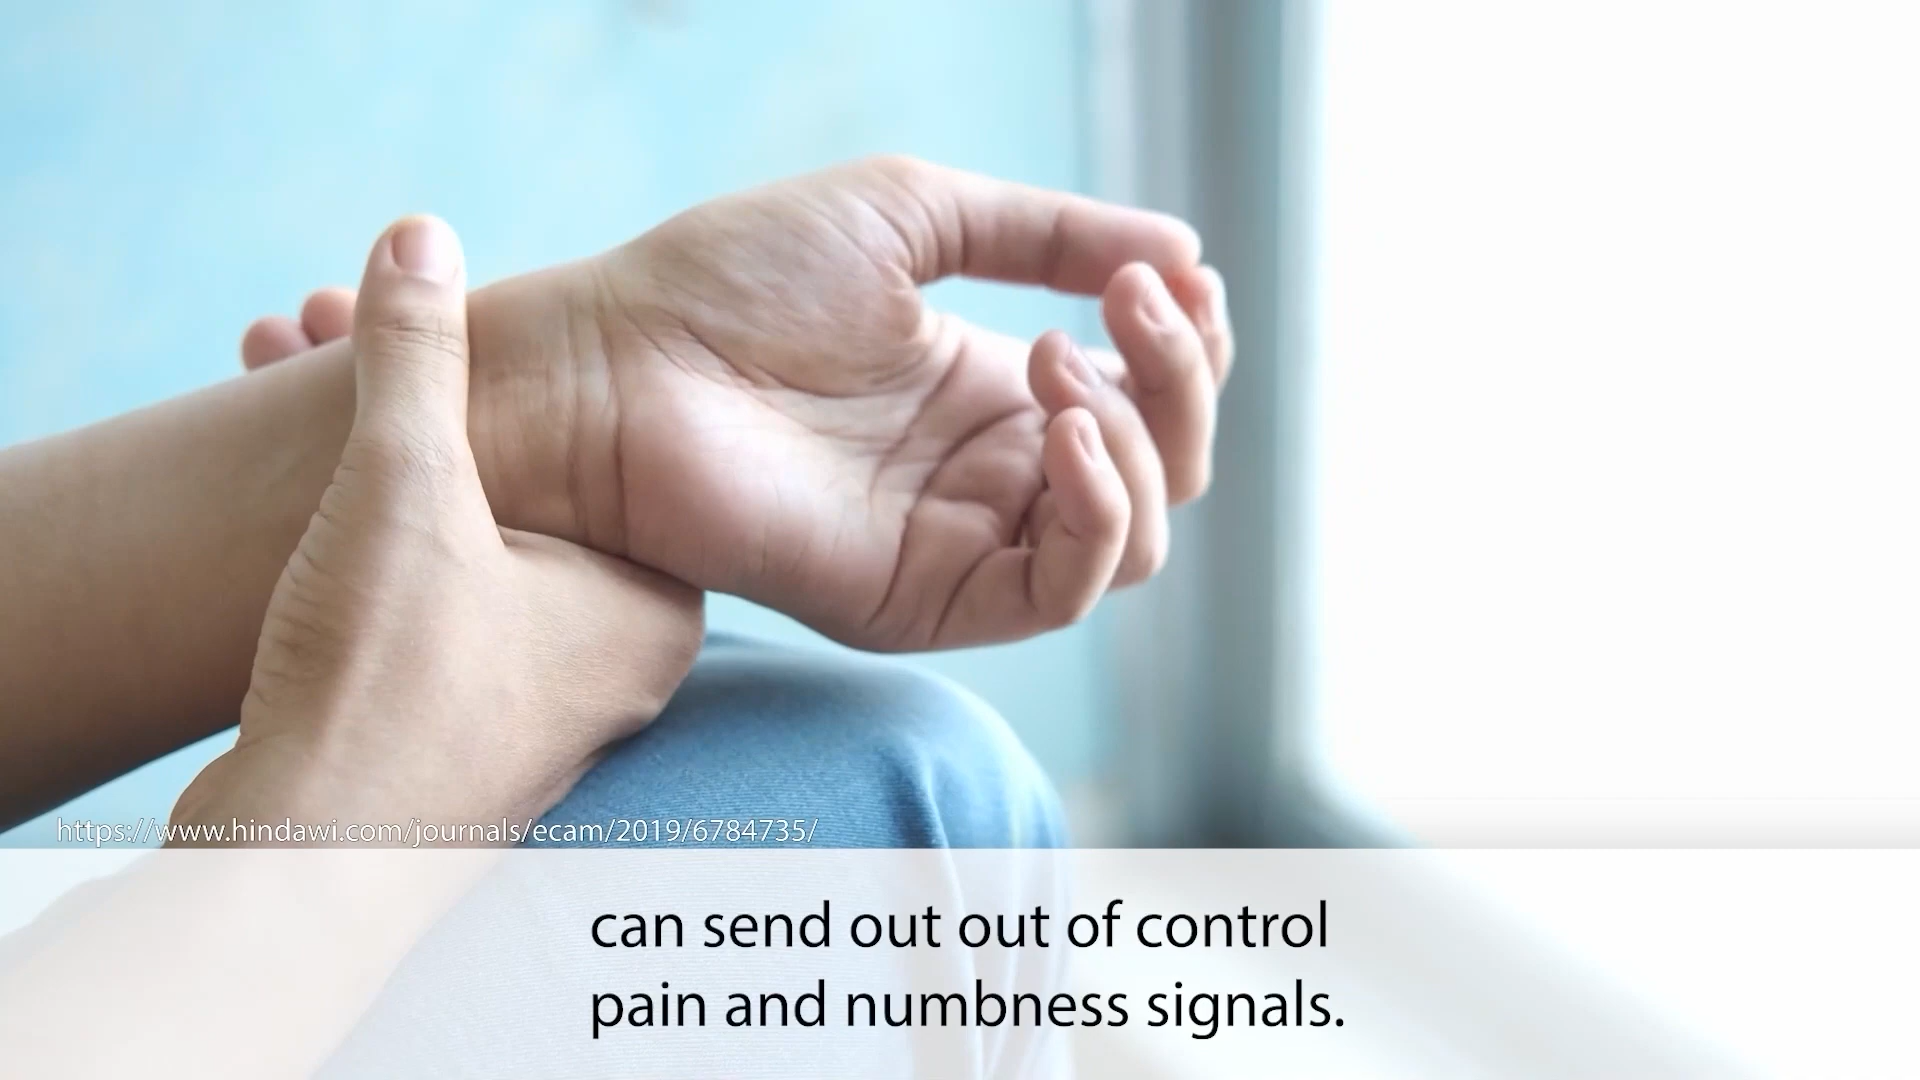 https://www.hindawi.com/journals/ecam/2019/6784735/
can send out out of control
pain and numbness signals.